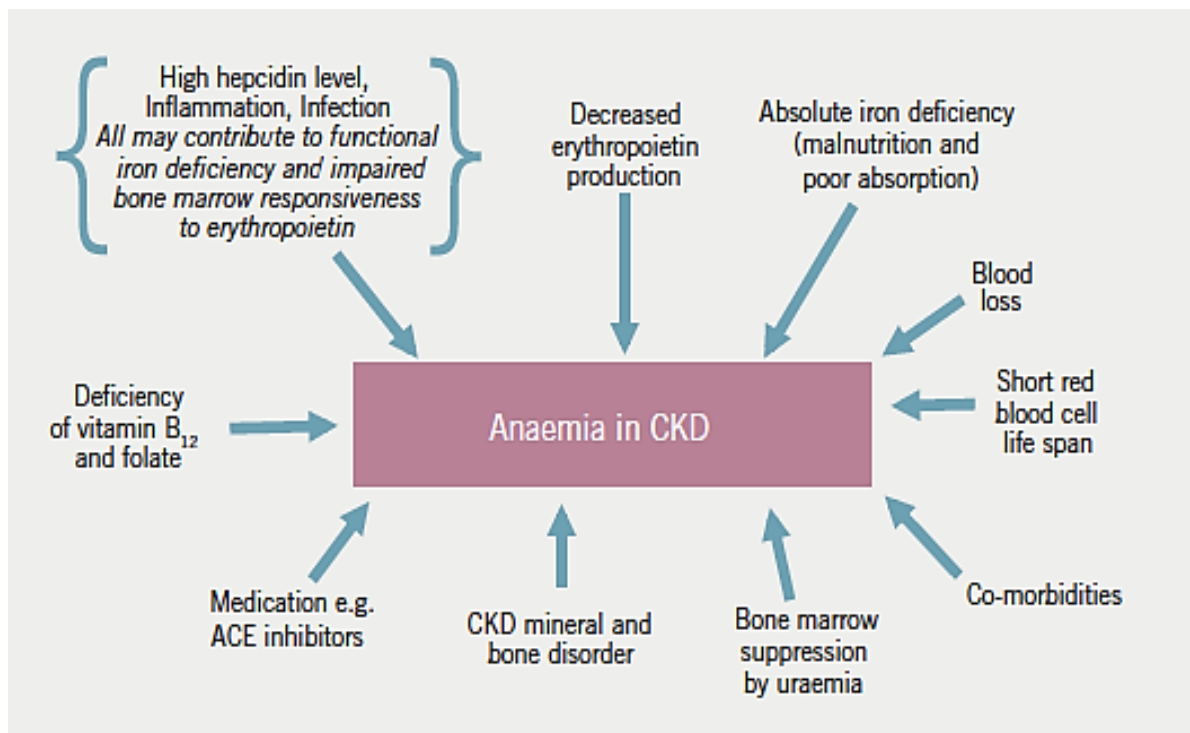 High hepcidin level,
Inflammation, Infection
All may contribute to functional
iron deficiency and impaired
bone marrow responsiveness
to erythropoietin
Decreased
erythropoietin
production
Absolute iron deficiency
(malnutrition and
poor absorption)
Blood
loss
Deficiency
of vitamin B12
and folate
Anaemia in CKD
Short red
blood cell
life span
Medication e.g.
ACE inhibitors
CKD mineral and
bone disorder
Bone marrow
suppression
by uraemia
Co-morbidities